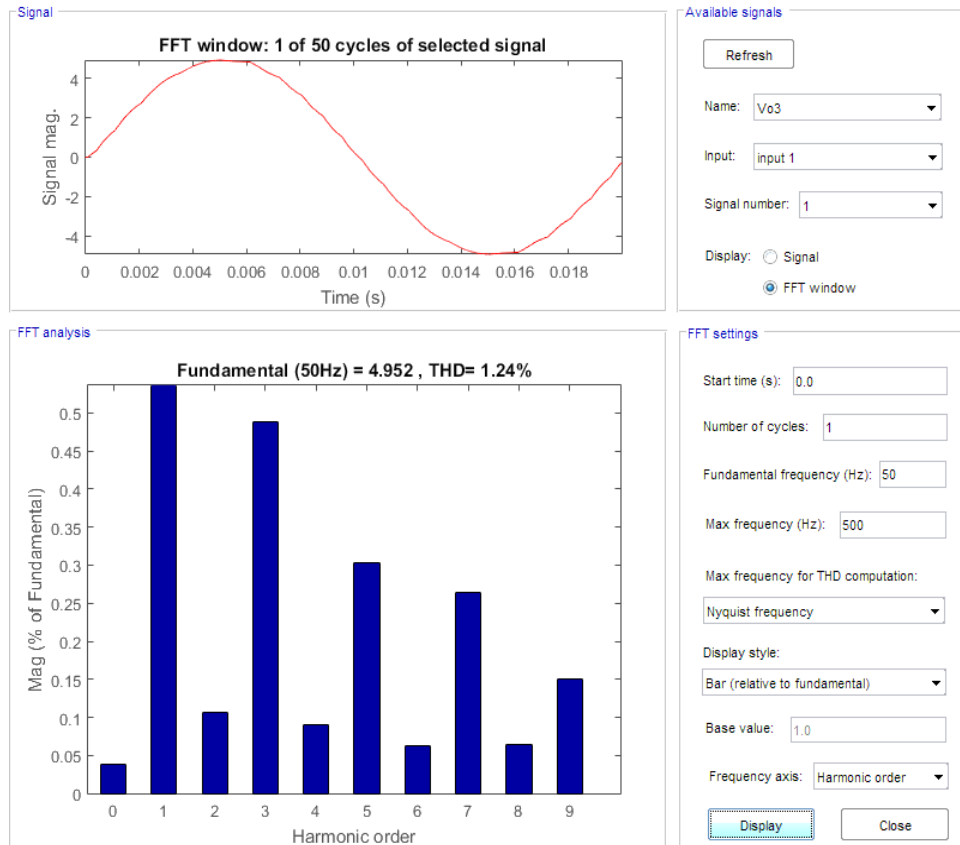 Signal
FFT window: 1 of 50 cycles of selected signal
4
2
0
-2
-4
Signal mag.
0 0.002 0.004 0.006 0.008 0.01 0.012 0.014 0.016 0.018
Time (s)
Available signals
Refresh
Name: Vo3
Input: input 1
Signal number: 1
Display: Signal
FFT window
FFT analysis
Fundamental (50Hz) = 4.952 , THD= 1.24%
0.5
0.45
0.4
0.35
0.3
0.25
0.2
0.15
0.1
0.05
0
Mag (% of Fundamental)
0 1 2 3 4 5 6 7 8 9
Harmonic order
FFT settings
Start time (s): 0.0
Number of cycles: 1
Fundamental frequency (Hz): 50
Max frequency (Hz): 500
Max frequency for THD computation:
Nyquist frequency
Display style:
Bar (relative to fundamental)
Base value: 1.0
Frequency axis: Harmonic order
Display Close